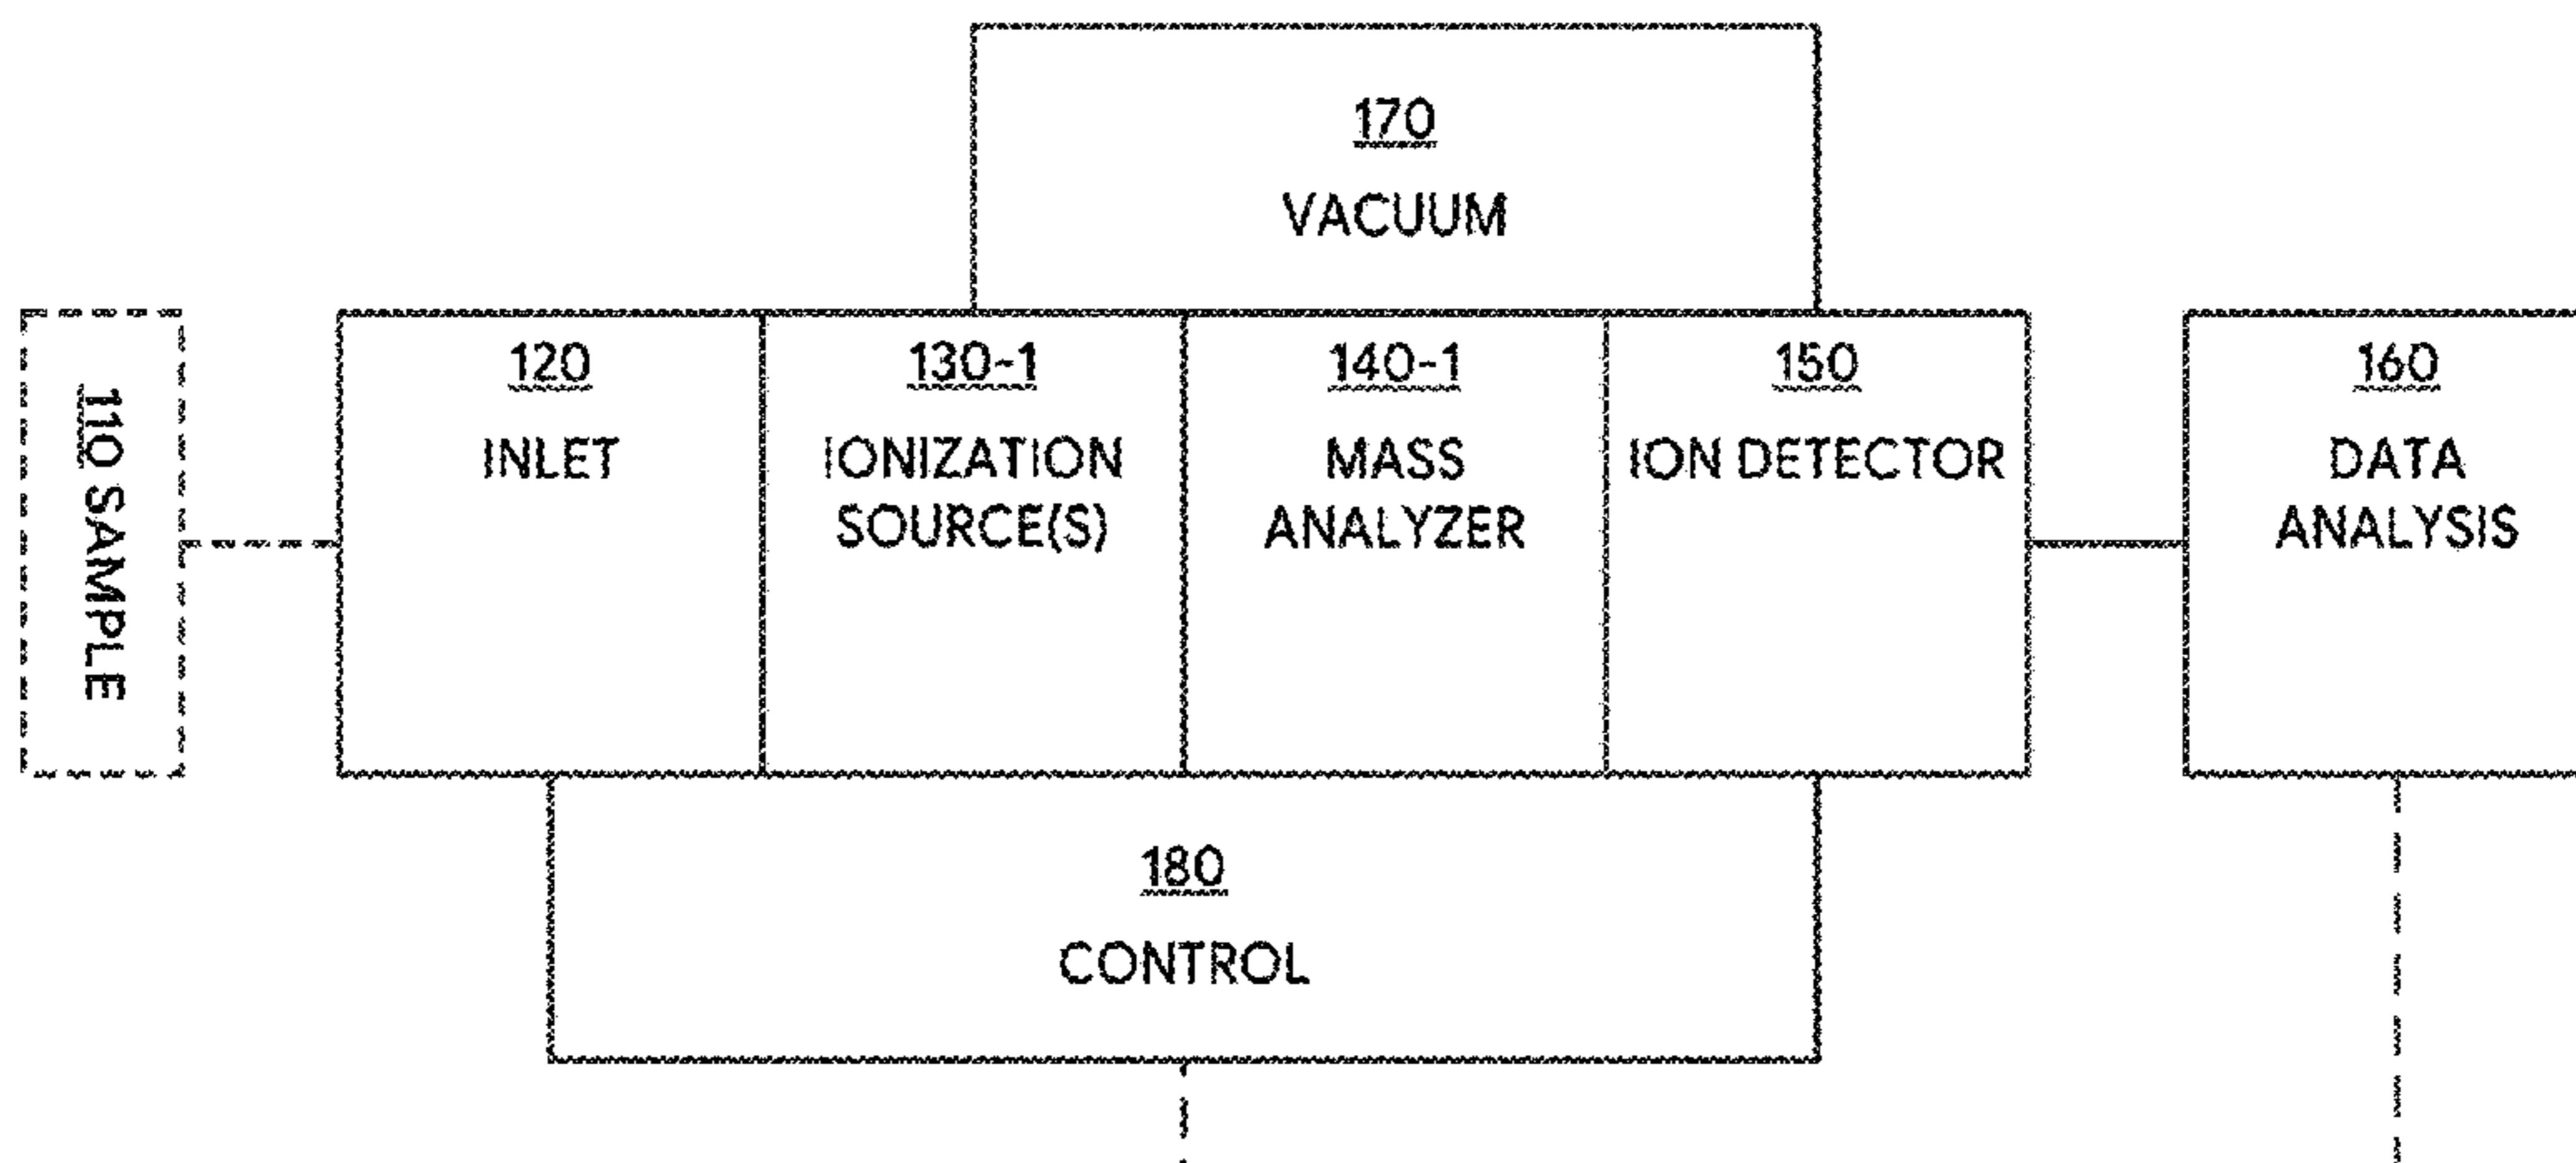 170
VACUUM
110 SAMPLE
120
INLET
130-1
IONIZATION
SOURCE(S)
140-1
MASS
ANALYZER
150
ION DETECTOR
160
DATA
ANALYSIS
180
CONTROL